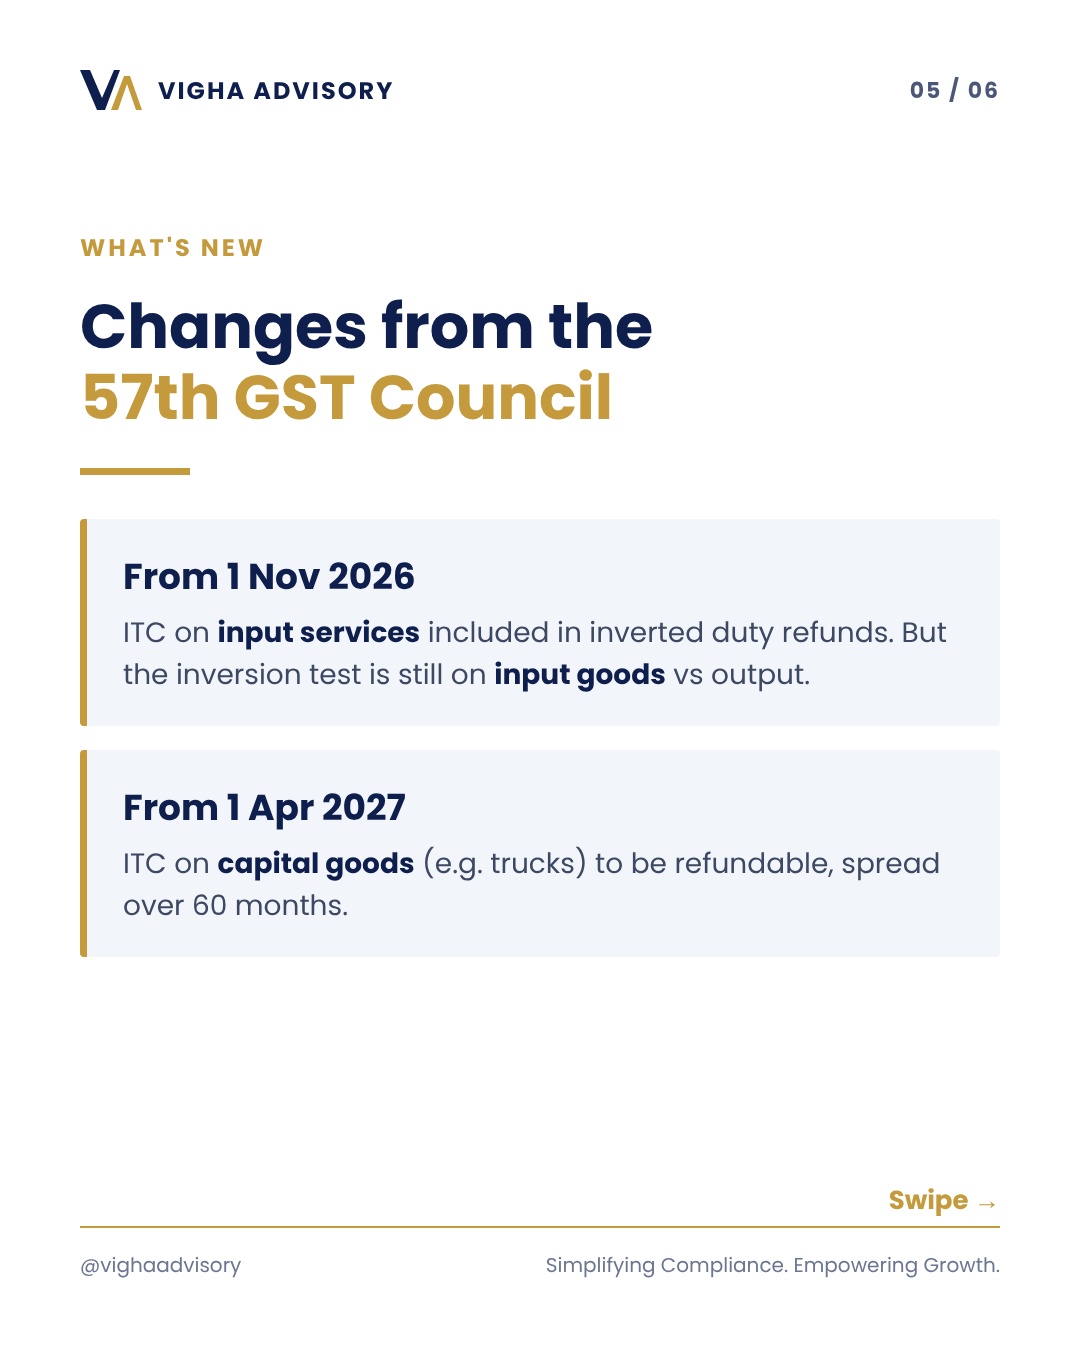 VIGHA ADVISORY
05 / 06
WHAT'S NEW
Changes from the
57th GST Council
From 1 Nov 2026
ITC on input services included in inverted duty refunds. But
the inversion test is still on input goods vs output.
From 1 Apr 2027
ITC on capital goods (e.g. trucks) to be refundable, spread
over 60 months.
Swipe →
@vighaadvisory
Simplifying Compliance. Empowering Growth.